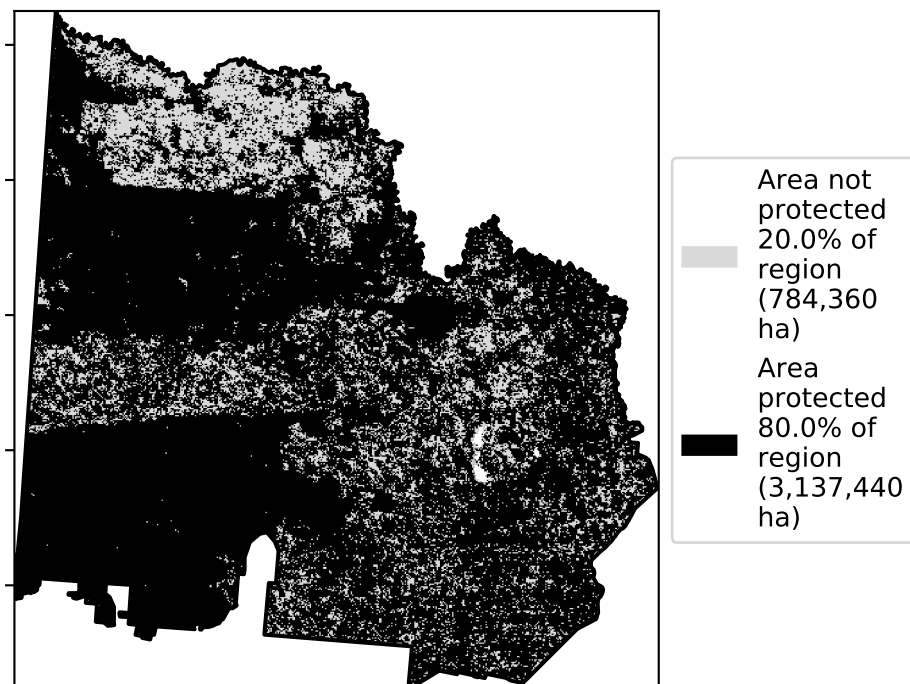 Area not
protected
20.0% of
region
(784,360
ha)
Area
protected
80.0% of
region
(3,137,440
ha)